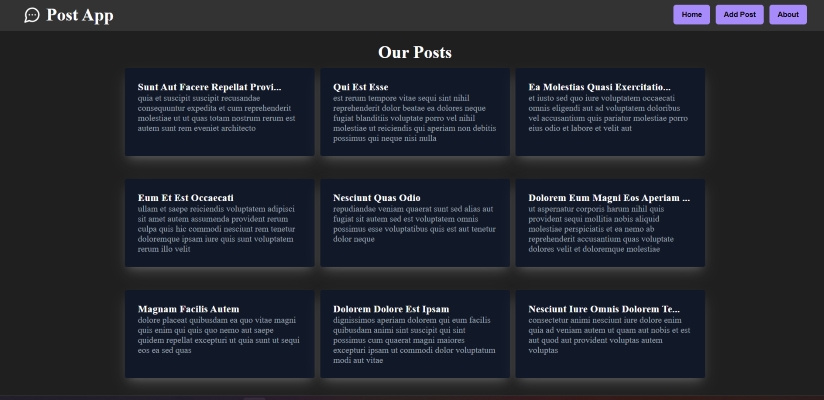 Post App
Home
Add Post
About
Our Posts
Sunt Aut Facere Repellat Provi...
quia et suscipit suscipit recusandae
consequuntur expedita et cum reprehenderit
molestiae ut ut quas totam nostrum rerum est
autem sunt rem eveniet architecto
Qui Est Esse
est rerum tempore vitae sequi sint nihil
reprehenderit dolor beatae ea dolores neque
fugiat blanditiis voluptate porro vel nihil
molestiae ut reiciendis qui aperiam non debitis
possimus qui neque nisi nulla
Ea Molestias Quasi Exercitatio...
et iusto sed quo iure voluptatem occaecati
omnis eligendi aut ad voluptatem doloribus
vel accusantium quis pariatur molestiae porro
eius odio et labore et velit aut
Eum Et Est Occaecati
ullam et saepe reiciendis voluptatem adipisci
sit amet autem assumenda provident rerum
culpa quis hic commodi nesciunt rem tenetur
doloremque ipsam iure quis sunt voluptatem
rerum illo velit
Nesciunt Quas Odio
repudiandae veniam quaerat sunt sed alias aut
fugiat sit autem sed est voluptatem omnis
possimus esse voluptatibus quis est aut tenetur
dolor neque
Dolorem Eum Magni Eos Aperiam ...
ut aspernatur corporis harum nihil quis
provident sequi mollitia nobis aliquid
molestiae perspiciatis et ea nemo ab
reprehenderit accusantium quas voluptate
dolores velit et doloremque molestiae
Magnam Facilis Autem
dolore placeat quibusdam ea quo vitae magni
quis enim qui quis quo nemo aut saepe
quidem repellat excepturi ut quia sunt ut sequi
eos ea sed quas
Dolorem Dolore Est Ipsam
dignissimos aperiam dolorem qui eum facilis
quibusdam animi sint suscipit qui sint
possimus cum quaerat magni maiores
excepturi ipsam ut commodi dolor voluptatum
modi aut vitae
Nesciunt Iure Omnis Dolorem Te...
consectetur animi nesciunt iure dolore enim
quia ad veniam autem ut quam aut nobis et est
aut quod aut provident voluptas autem
voluptas